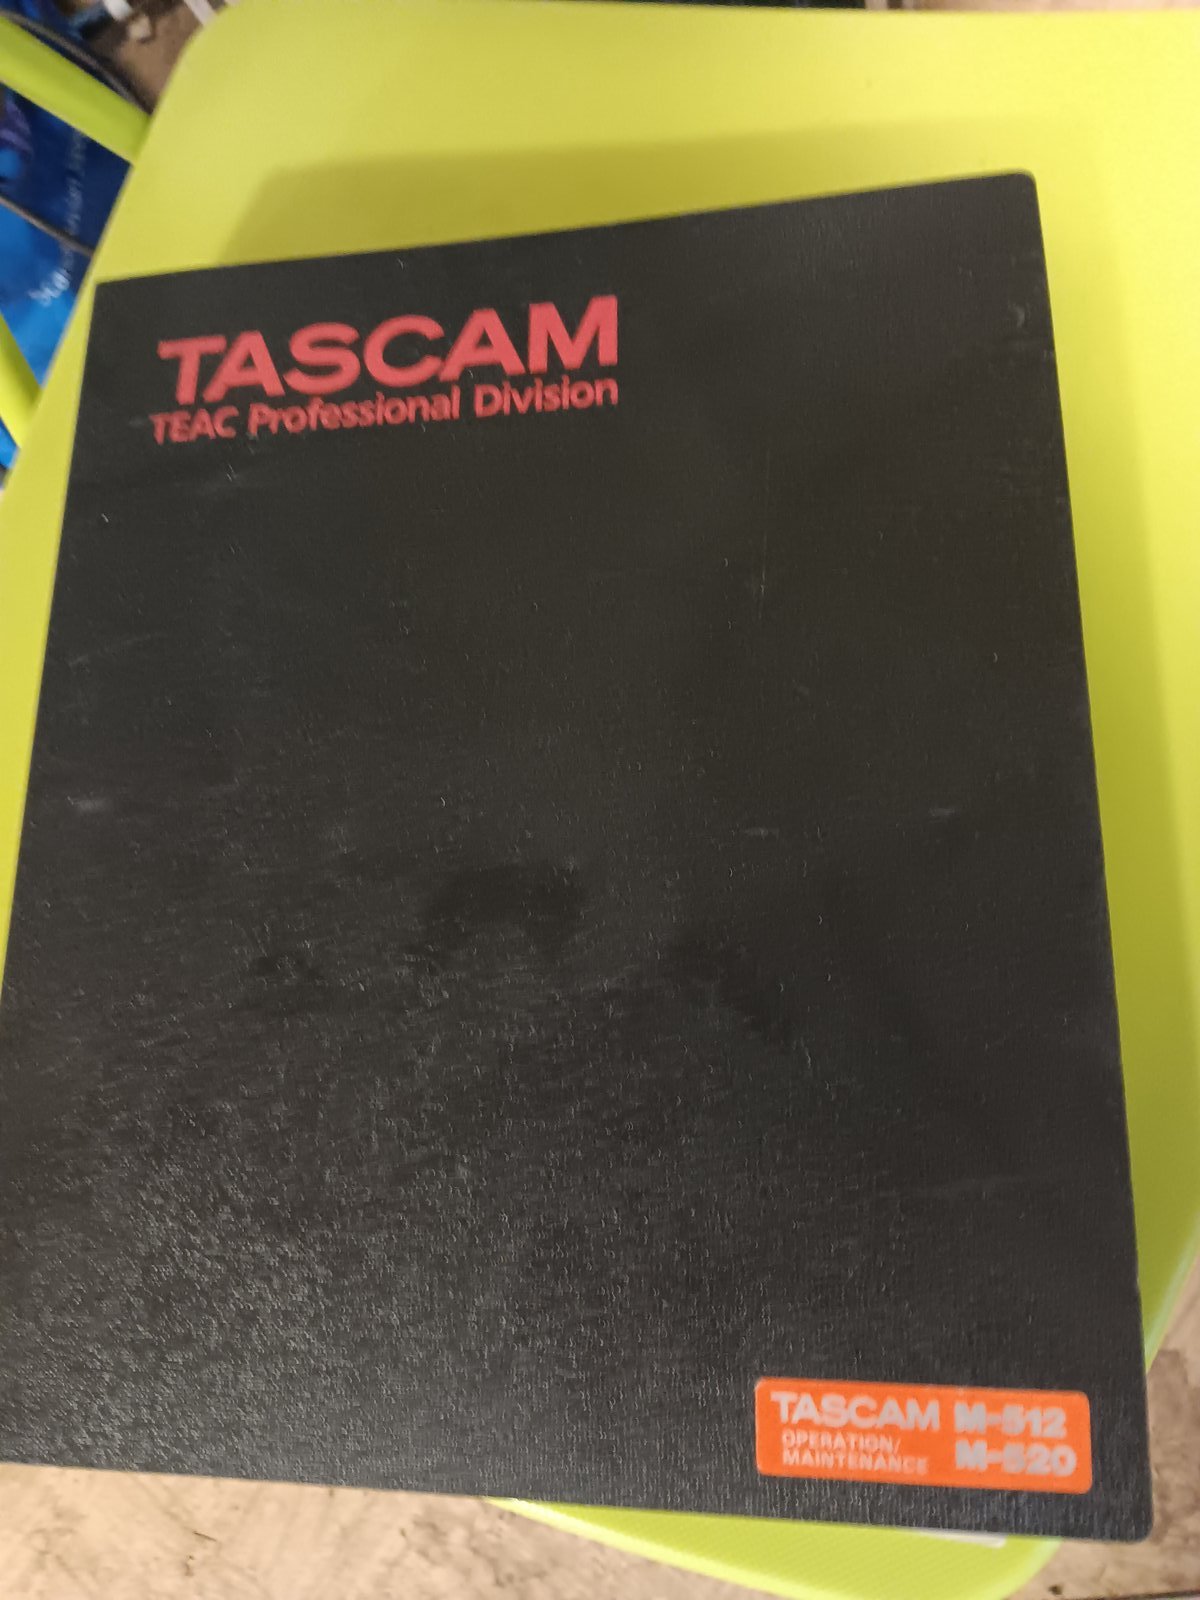 TASCAM
TEAC Professional Division
TASCAM M-512
OPERATION/
MAINTENANCE M-520